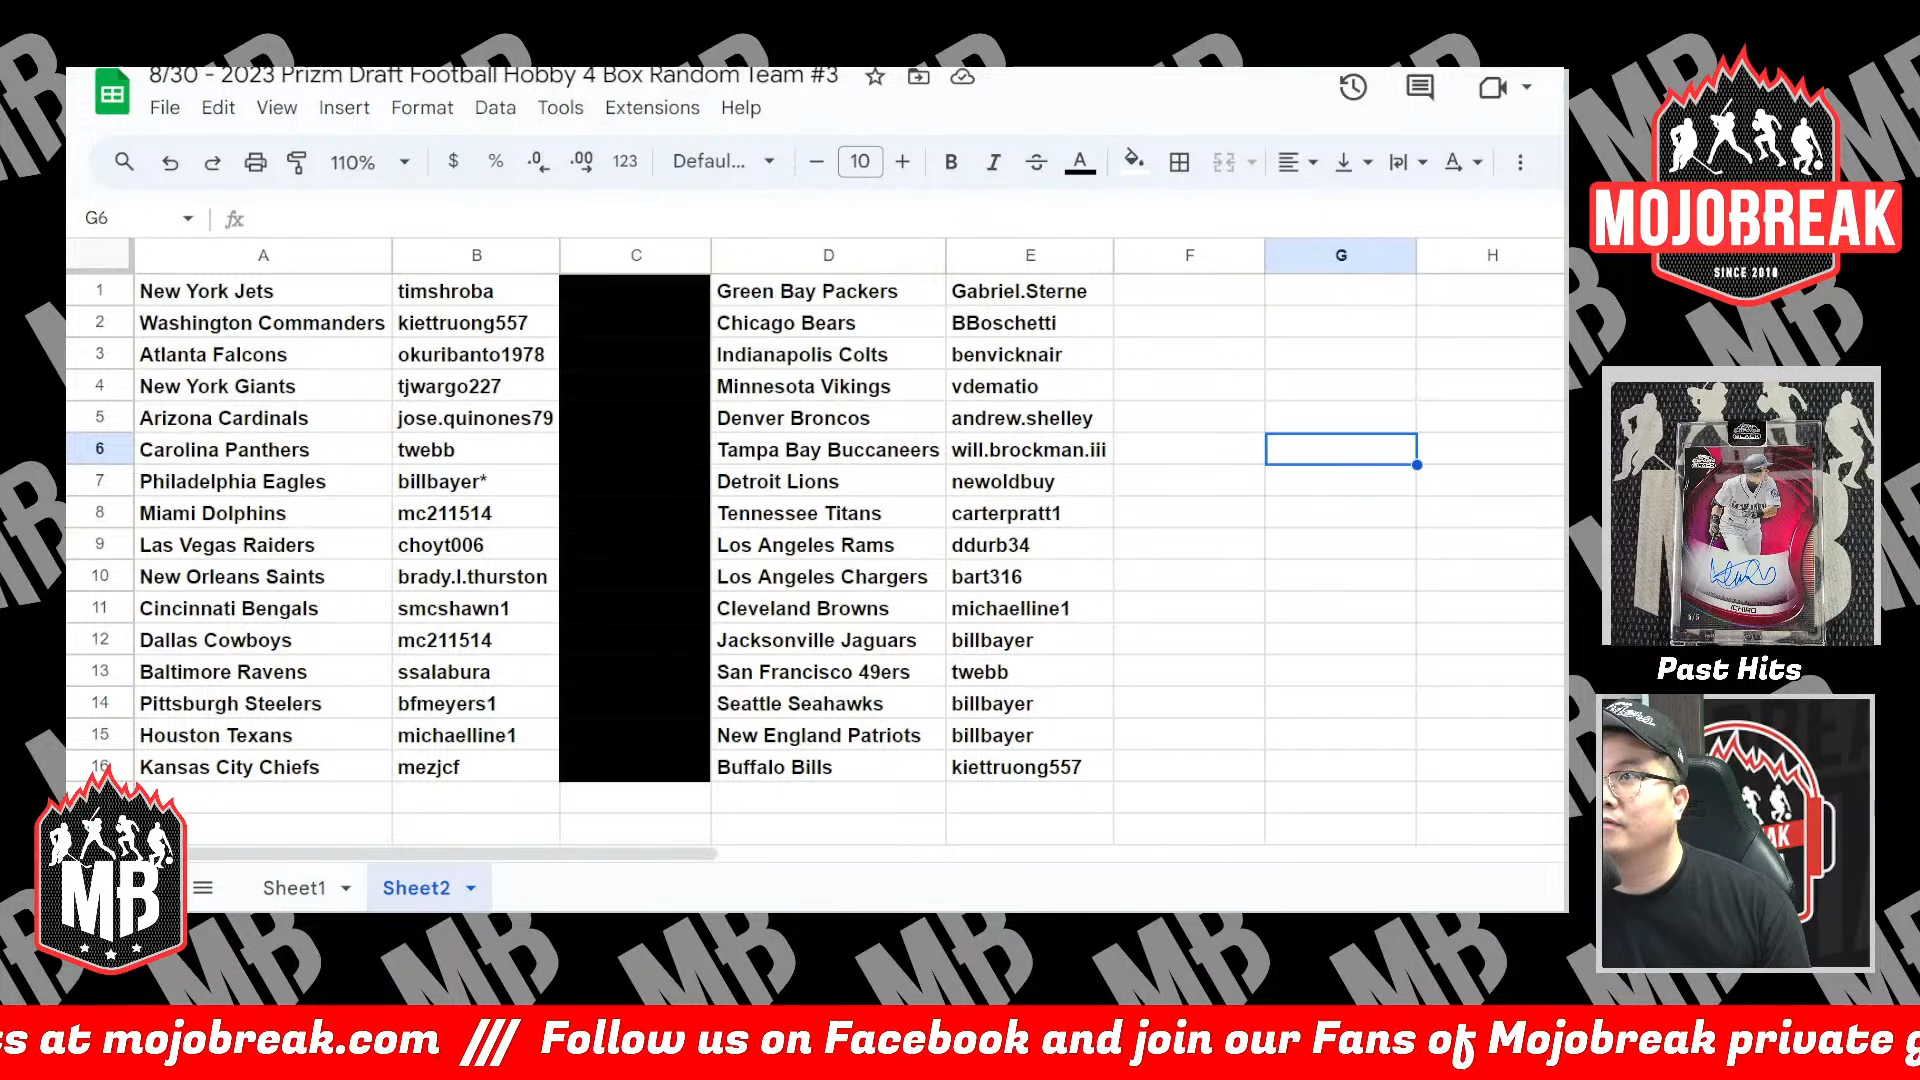 8/30 - 2023 Prizm Draft Football Hobby 4 Box Random Team #3
File Edit View Insert Format Data Tools Extensions Help
110% $ % .0 .00 123 Defaul... 10 B I A A
G6 fx
A B C D E F G H
1 New York Jets timshroba Green Bay Packers Gabriel.Sterne
2 Washington Commanders kiettruong557 Chicago Bears BBoschetti
3 Atlanta Falcons okuribanto1978 Indianapolis Colts benvicknair
4 New York Giants tjwargo227 Minnesota Vikings vdematio
5 Arizona Cardinals jose.quinones79 Denver Broncos andrew.shelley
6 Carolina Panthers twebb Tampa Bay Buccaneers will.brockman.iii
7 Philadelphia Eagles billbayer* Detroit Lions newoldbuy
8 Miami Dolphins mc211514 Tennessee Titans carterpratt1
9 Las Vegas Raiders choyt006 Los Angeles Rams ddurb34
10 New Orleans Saints brady.l.thurston Los Angeles Chargers bart316
11 Cincinnati Bengals smcshawn1 Cleveland Browns michaelline1
12 Dallas Cowboys mc211514 Jacksonville Jaguars billbayer
13 Baltimore Ravens ssalabura San Francisco 49ers twebb
14 Pittsburgh Steelers bfmeyers1 Seattle Seahawks billbayer
15 Houston Texans michaelline1 New England Patriots billbayer
16 Kansas City Chiefs mezjcf Buffalo Bills kiettruong557
Sheet1 Sheet2
MB
MOJOBREAK
SINCE 2010
ICHIRO
Past Hits
ts at mojobreak.com /// Follow us on Facebook and join our Fans of Mojobreak private g